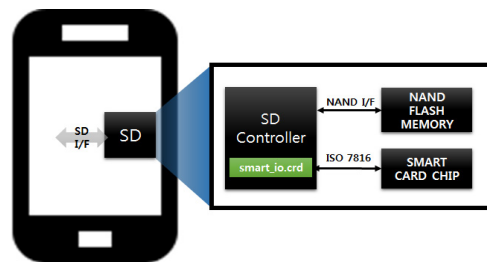 SD
I/F
SD
SD
Controller
smart_io.crd
NAND I/F
ISO 7816
NAND
FLASH
MEMORY
SMART
CARD CHIP